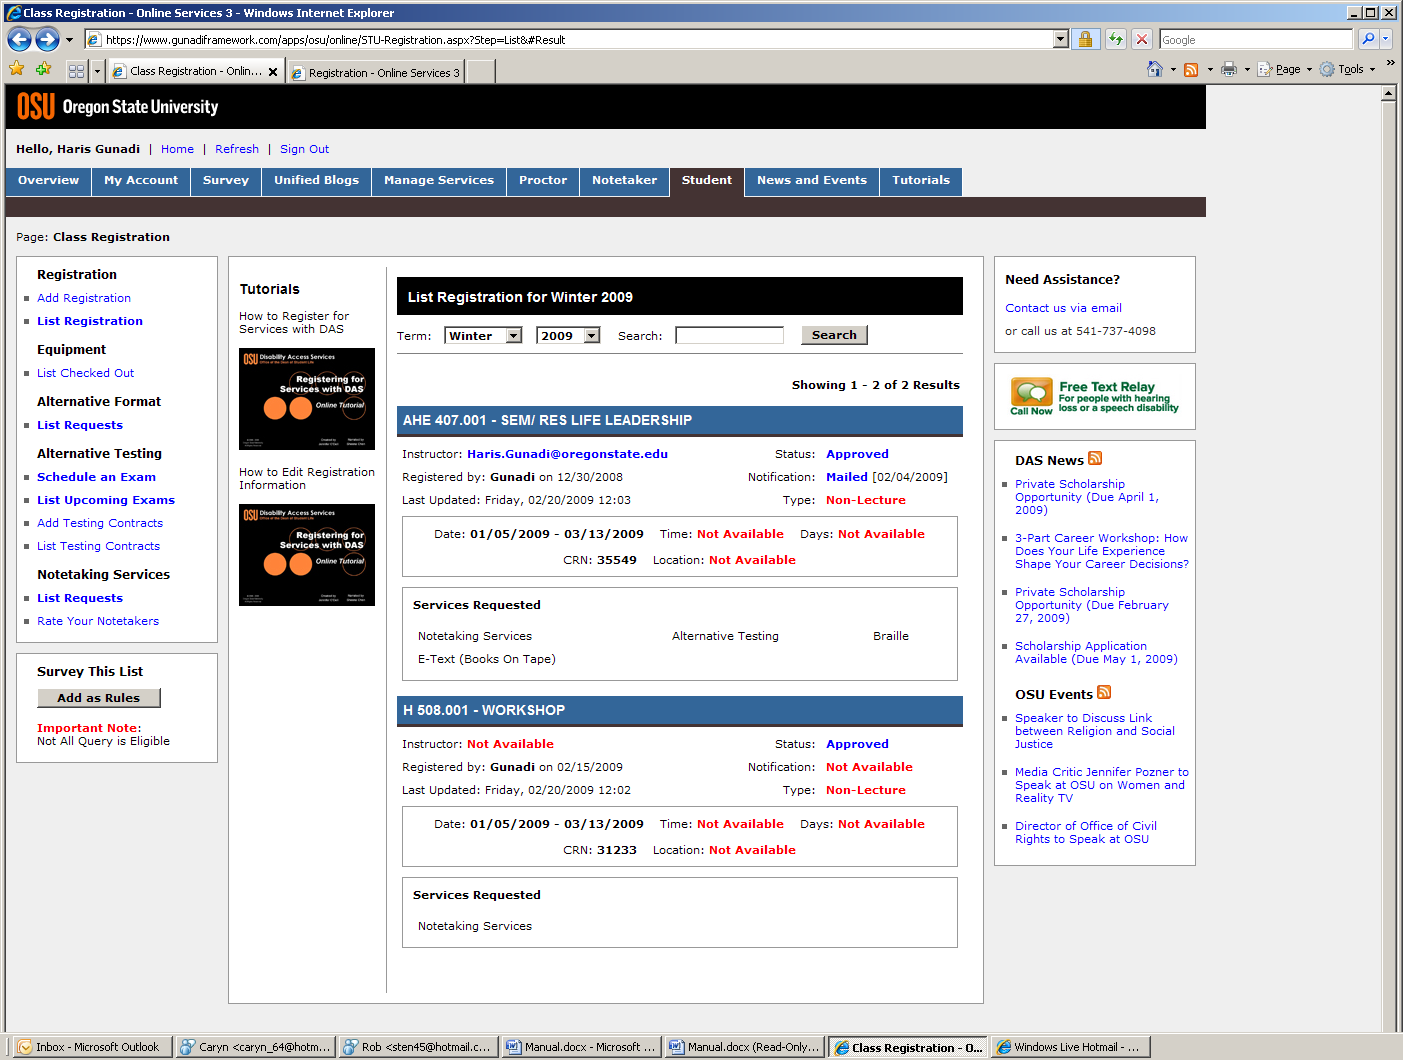 Class Registration - Online Services 3 - Windows Internet Explorer
https://www.gunadiframework.com/apps/osu/online/STU-Registration.aspx?Step=List&#Result
Google
Class Registration - Onlin...
Registration - Online Services 3
Page
Tools
OSU Oregon State University
Hello, Haris Gunadi | Home | Refresh | Sign Out
Overview My Account Survey Unified Blogs Manage Services Proctor Notetaker Student News and Events Tutorials
Page: Class Registration
Registration
Add Registration
List Registration
Equipment
List Checked Out
Alternative Format
List Requests
Alternative Testing
Schedule an Exam
List Upcoming Exams
Add Testing Contracts
List Testing Contracts
Notetaking Services
List Requests
Rate Your Notetakers
Survey This List
Add as Rules
Important Note:
Not All Query is Eligible
Tutorials
How to Register for
Services with DAS
OSU Disability Access Services
Registering for
Services with DAS
Online Tutorial
How to Edit Registration
Information
OSU Disability Access Services
Registering for
Services with DAS
Online Tutorial
List Registration for Winter 2009
Term: Winter 2009 Search: Search
Showing 1 - 2 of 2 Results
AHE 407.001 - SEM/ RES LIFE LEADERSHIP
Instructor: Haris.Gunadi@oregonstate.edu Status: Approved
Registered by: Gunadi on 12/30/2008 Notification: Mailed [02/04/2009]
Last Updated: Friday, 02/20/2009 12:03 Type: Non-Lecture
Date: 01/05/2009 - 03/13/2009 Time: Not Available Days: Not Available
CRN: 35549 Location: Not Available
Services Requested
Notetaking Services Alternative Testing Braille
E-Text (Books On Tape)
H 508.001 - WORKSHOP
Instructor: Not Available Status: Approved
Registered by: Gunadi on 02/15/2009 Notification: Not Available
Last Updated: Friday, 02/20/2009 12:02 Type: Non-Lecture
Date: 01/05/2009 - 03/13/2009 Time: Not Available Days: Not Available
CRN: 31233 Location: Not Available
Services Requested
Notetaking Services
Need Assistance?
Contact us via email
or call us at 541-737-4098
Call Now
Free Text Relay
For people with hearing
loss or a speech disability
DAS News
Private Scholarship
Opportunity (Due April 1,
2009)
3-Part Career Workshop: How
Does Your Life Experience
Shape Your Career Decisions?
Private Scholarship
Opportunity (Due February
27, 2009)
Scholarship Application
Available (Due May 1, 2009)
OSU Events
Speaker to Discuss Link
between Religion and Social
Justice
Media Critic Jennifer Pozner to
Speak at OSU on Women and
Reality TV
Director of Office of Civil
Rights to Speak at OSU
Inbox - Microsoft Outlook
Caryn <caryn_64@hotm...
Rob <sten45@hotmail.c...
Manual.docx - Microsoft ...
Manual.docx (Read-Only...
Class Registration - O...
Windows Live Hotmail - ...